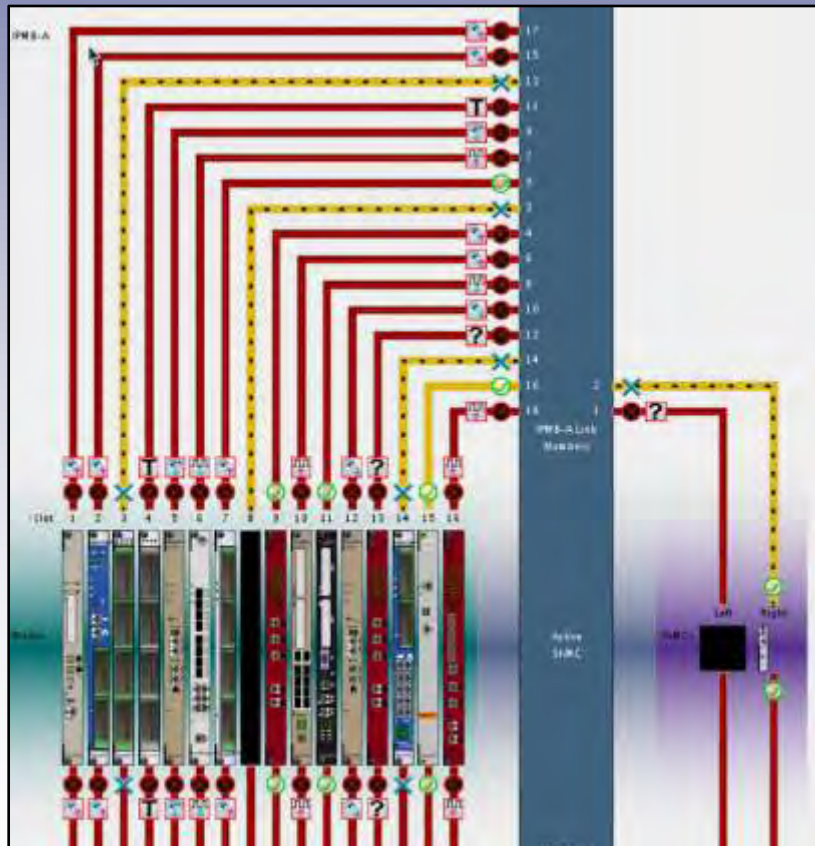 IPMB-A
17
15
13
T 11
9
7
5
3
4
6
8
10
? 12
14
16 2
18 1 ?
IPMB-A Link
Numbers
T ?
Slot 1 2 3 4 5 6 7 8 9 10 11 12 13 14 15 16
Left Right
Active
ShMC
T ?